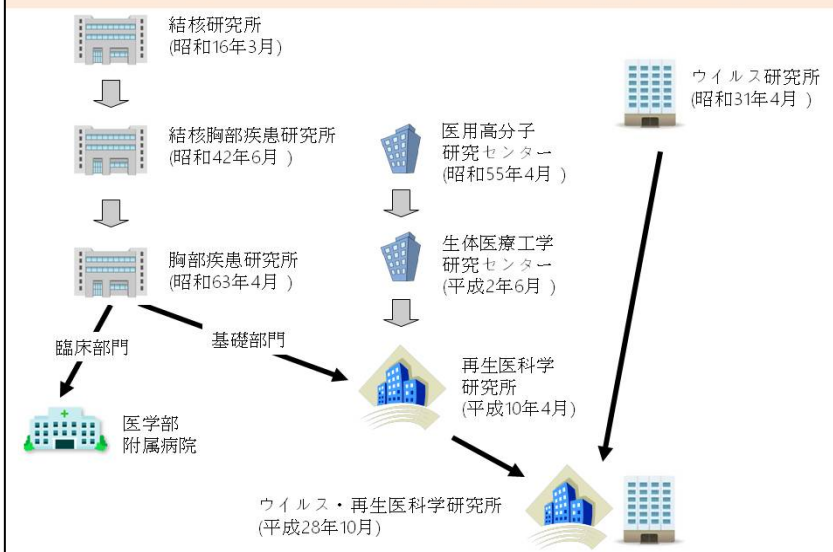 結核研究所
(昭和16年3月)
ウイルス研究所
(昭和31年4月 )
結核胸部疾患研究所
(昭和42年6月 )
医用高分子
研究センター
(昭和55年4月 )
胸部疾患研究所
(昭和63年4月 )
生体医療工学
研究センター
(平成2年6月 )
臨床部門
基礎部門
再生医科学
研究所
(平成10年4月)
医学部
附属病院
ウイルス・再生医科学研究所
(平成28年10月)